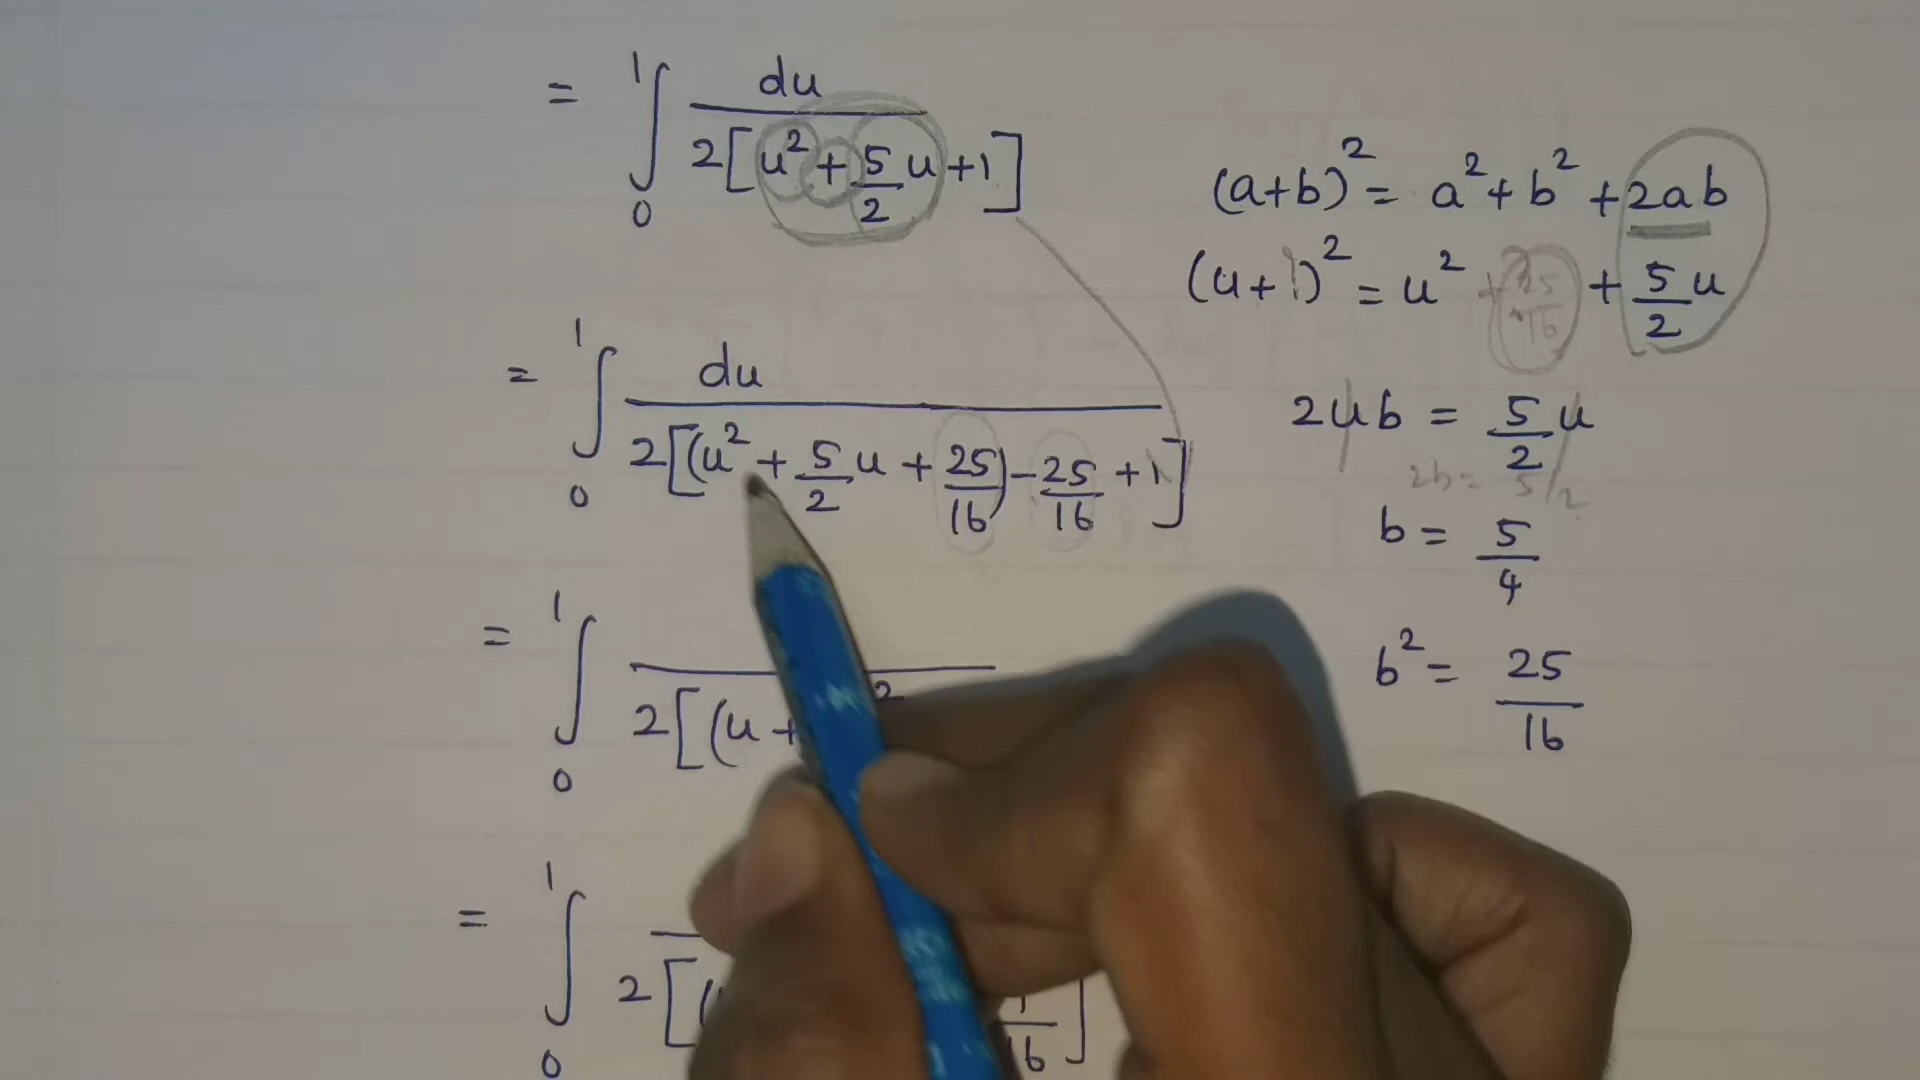 = ∫₀¹ du / 2[u² + 5/2 u + 1]
= ∫₀¹ du / 2[(u² + 5/2 u + 25/16) - 25/16 + 1]
= ∫₀¹ / 2[(u + ²
= ∫₀¹ / 2[( 16]
(a+b)² = a² + b² + 2ab
(u+ )² = u² + 25/16 + 5/2 u
2ub = 5/2 u
2b = 5/2
b = 5/4
b² = 25/16